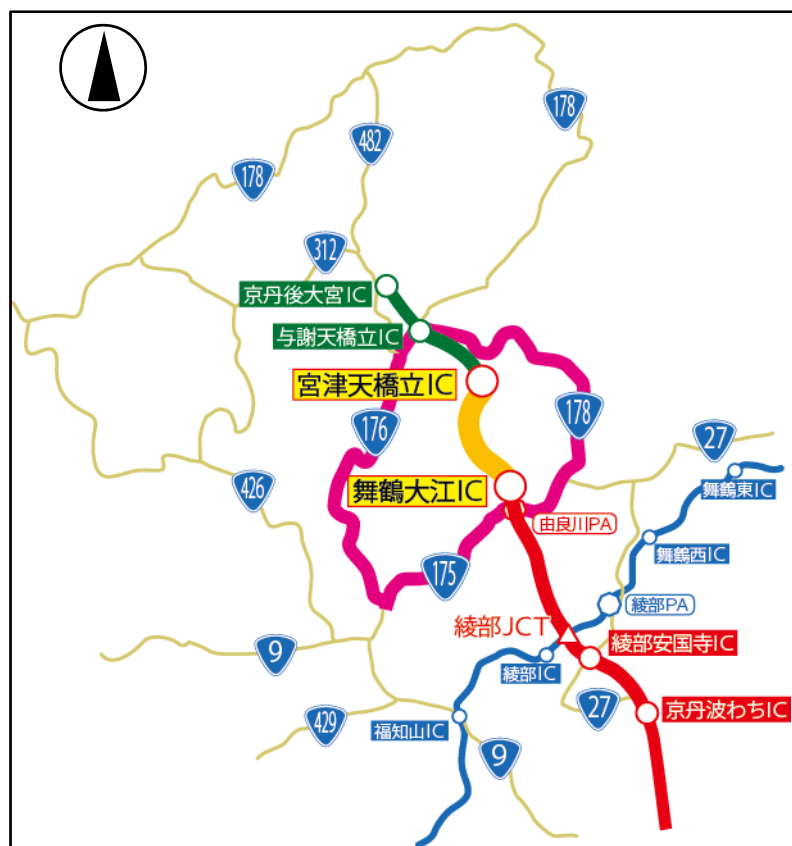 178
482
178
312
京丹後大宮IC
与謝天橋立IC
宮津天橋立IC
176
178
27
426
舞鶴大江IC
舞鶴東IC
由良川PA
舞鶴西IC
175
綾部PA
綾部JCT
綾部安国寺IC
9
綾部IC
27
京丹波わちIC
429
福知山IC
9